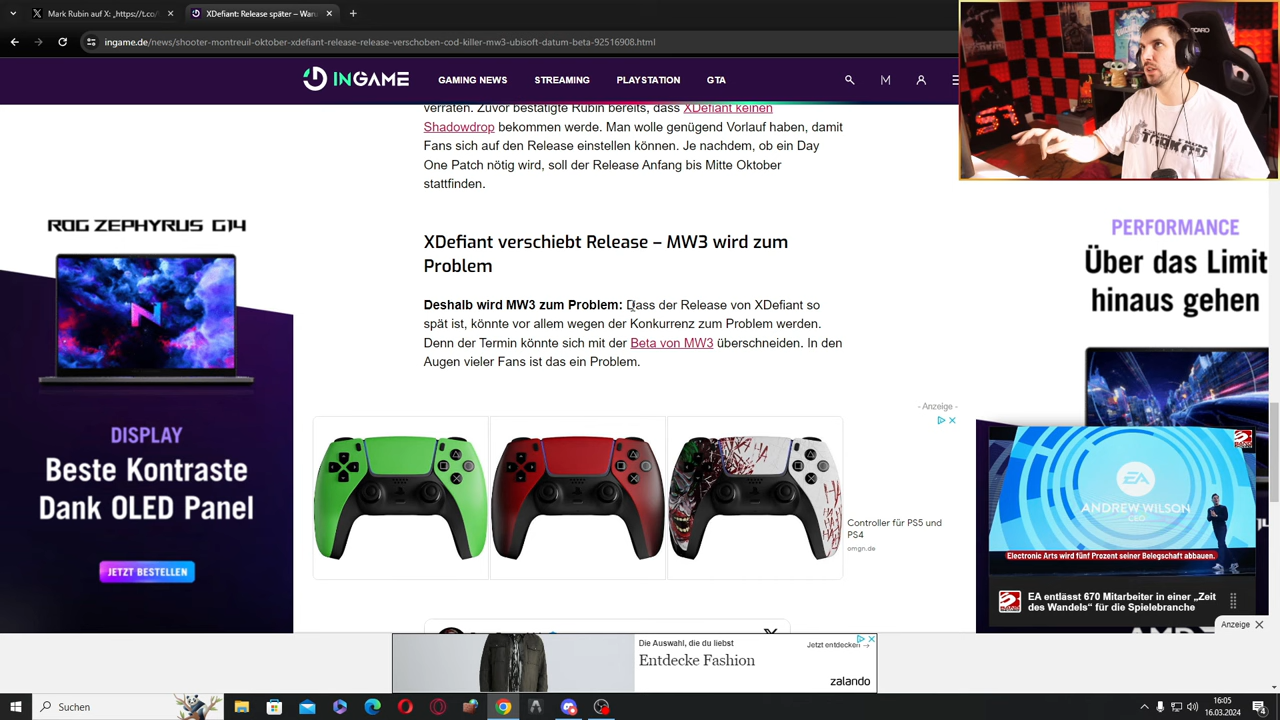 Mark Rubin auf X: „https://t.co/
XDefiant: Release später – War
ingame.de/news/shooter-montreuil-oktober-xdefiant-release-release-verschoben-cod-killer-mw3-ubisoft-datum-beta-92516908.html
INGAME
GAMING NEWS
STREAMING
PLAYSTATION
GTA
M
verraten. Zuvor bestätigte Rubin bereits, dass XDefiant keinen
Shadowdrop bekommen werde. Man wolle genügend Vorlauf haben, damit
Fans sich auf den Release einstellen können. Je nachdem, ob ein Day
One Patch nötig wird, soll der Release Anfang bis Mitte Oktober
stattfinden.
XDefiant verschiebt Release – MW3 wird zum
Problem
Deshalb wird MW3 zum Problem: Dass der Release von XDefiant so
spät ist, könnte vor allem wegen der Konkurrenz zum Problem werden.
Denn der Termin könnte sich mit der Beta von MW3 überschneiden. In den
Augen vieler Fans ist das ein Problem.
- Anzeige -
Controller für PS5 und
PS4
omgn.de
ROG ZEPHYRUS G14
DISPLAY
Beste Kontraste
Dank OLED Panel
JETZT BESTELLEN
PERFORMANCE
Über das Limit
hinaus gehen
EA
ANDREW WILSON
CEO
Electronic Arts wird fünf Prozent seiner Belegschaft abbauen.
EA entlässt 670 Mitarbeiter in einer „Zeit
des Wandels“ für die Spielebranche
Anzeige
Die Auswahl, die du liebst
Jetzt entdecken →
Entdecke Fashion
zalando
Suchen
16:05
16.03.2024
4